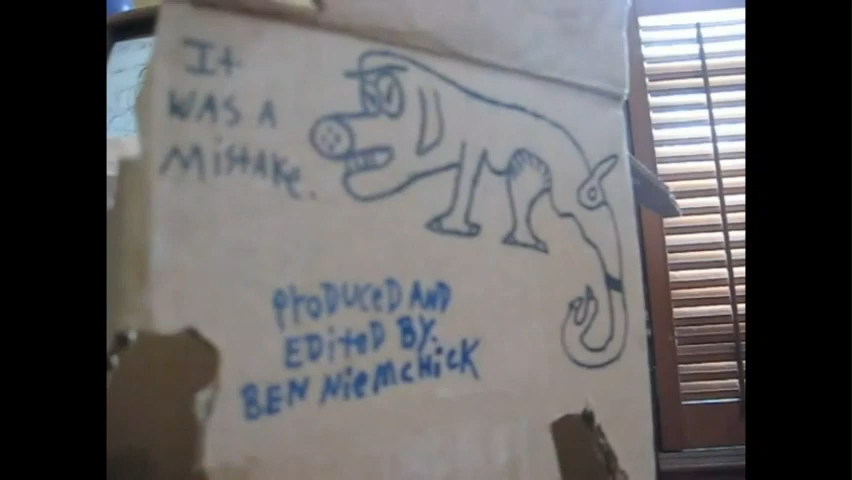 It
WAS A
MistAke.
PRODUCED AND
EDiteD BY.
BEN NiemCHiCK